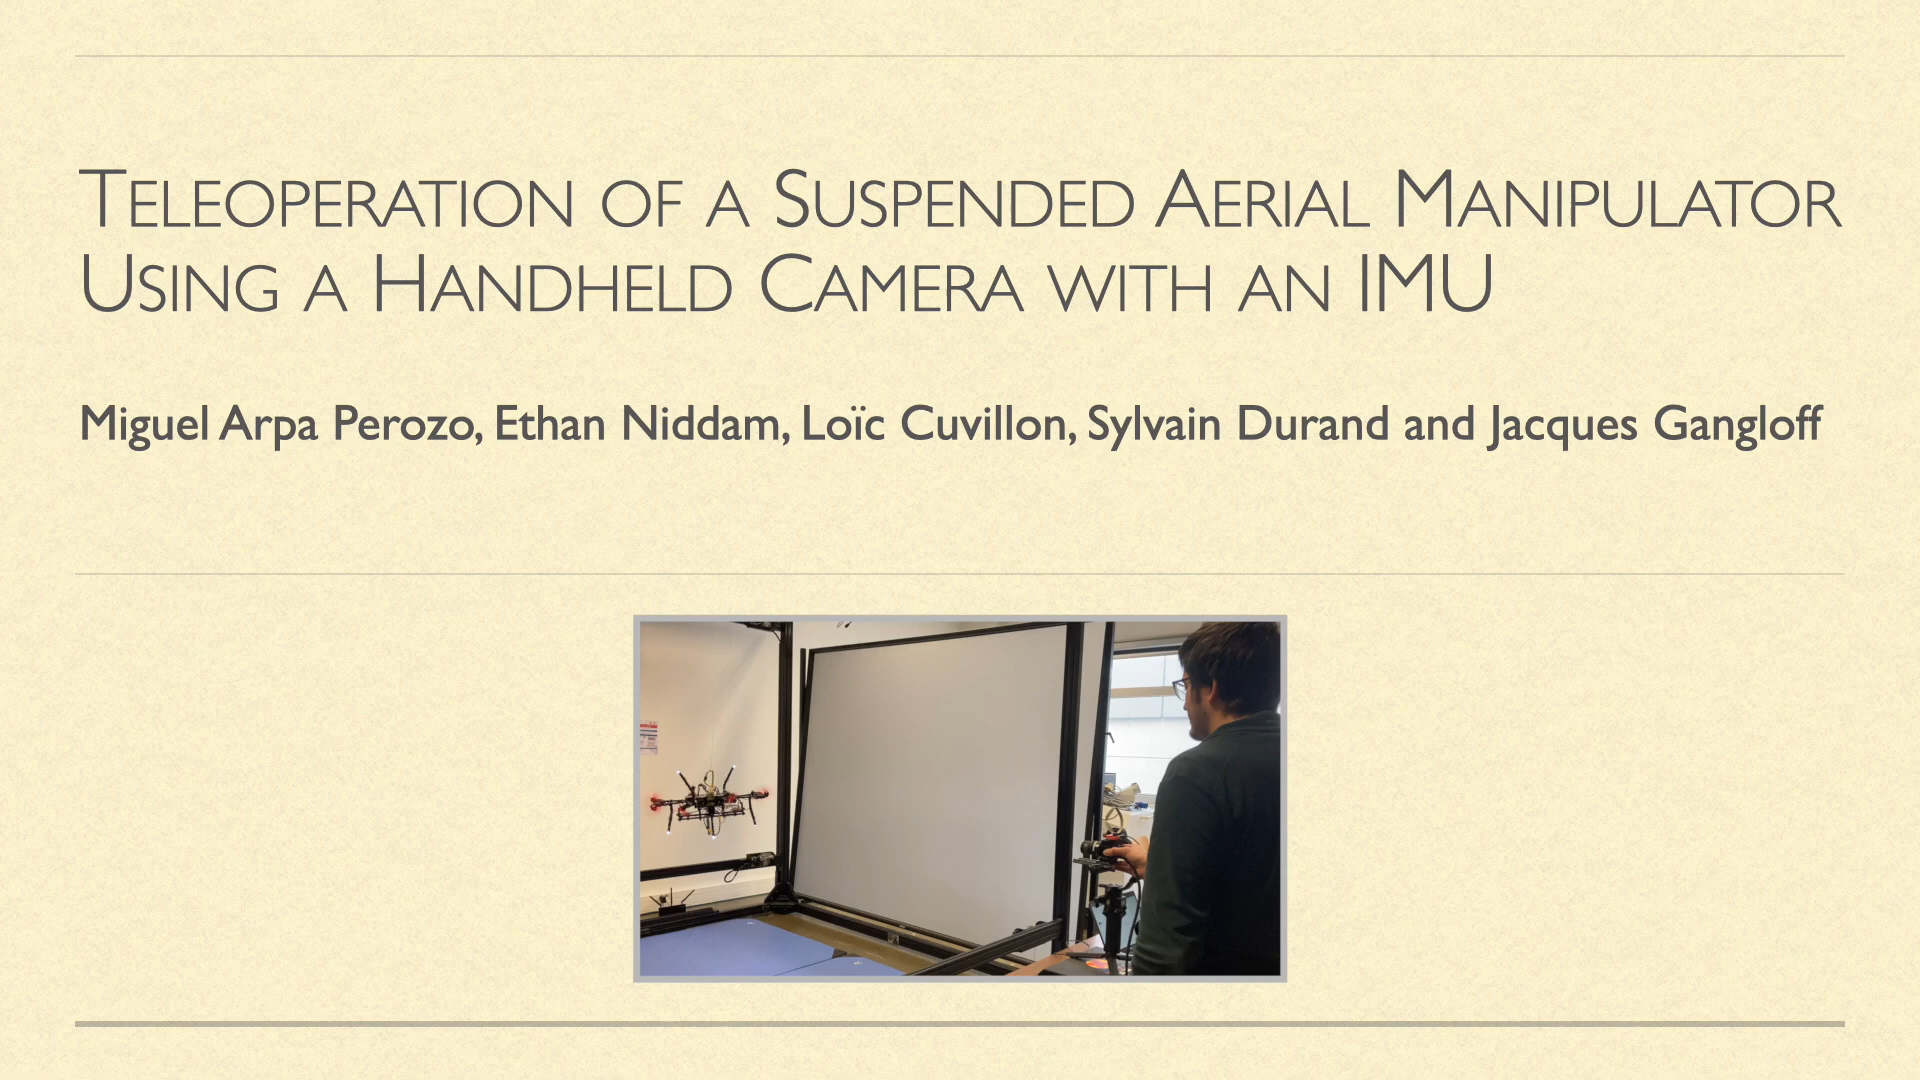 Teleoperation of a Suspended Aerial Manipulator
Using a Handheld Camera with an IMU
Miguel Arpa Perozo, Ethan Niddam, Loïc Cuvillon, Sylvain Durand and Jacques Gangloff